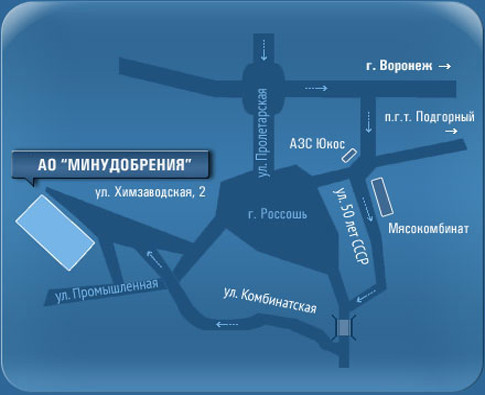 г. Воронеж
п.г.т. Подгорный
ул. Пролетарская
АЗС Юкос
АО "МИНУДОБРЕНИЯ"
ул. Химзаводская, 2
г. Россошь
ул. 50 лет СССР
Мясокомбинат
ул. Промышленная
ул. Комбинатская